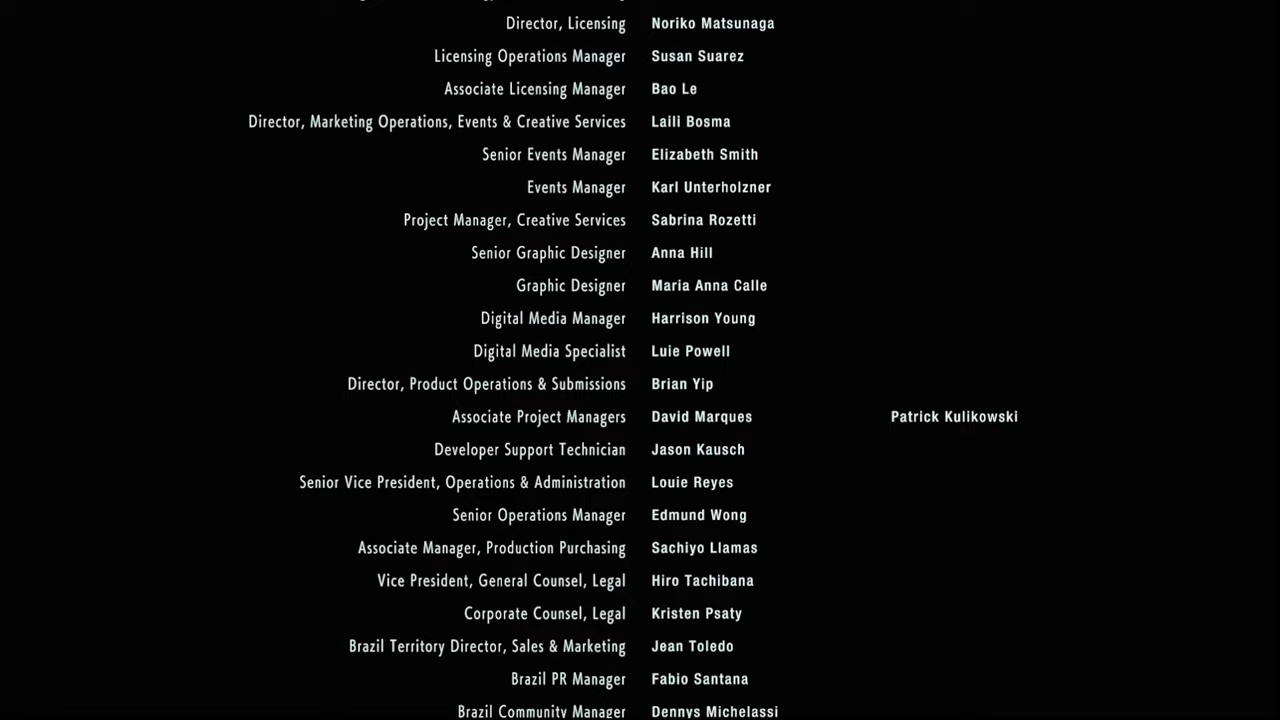 Director, Licensing Noriko Matsunaga
Licensing Operations Manager Susan Suarez
Associate Licensing Manager Bao Le
Director, Marketing Operations, Events & Creative Services Laili Bosma
Senior Events Manager Elizabeth Smith
Events Manager Karl Unterholzner
Project Manager, Creative Services Sabrina Rozetti
Senior Graphic Designer Anna Hill
Graphic Designer Maria Anna Calle
Digital Media Manager Harrison Young
Digital Media Specialist Luie Powell
Director, Product Operations & Submissions Brian Yip
Associate Project Managers David Marques Patrick Kulikowski
Developer Support Technician Jason Kausch
Senior Vice President, Operations & Administration Louie Reyes
Senior Operations Manager Edmund Wong
Associate Manager, Production Purchasing Sachiyo Llamas
Vice President, General Counsel, Legal Hiro Tachibana
Corporate Counsel, Legal Kristen Psaty
Brazil Territory Director, Sales & Marketing Jean Toledo
Brazil PR Manager Fabio Santana
Brazil Community Manager Dennys Michelassi